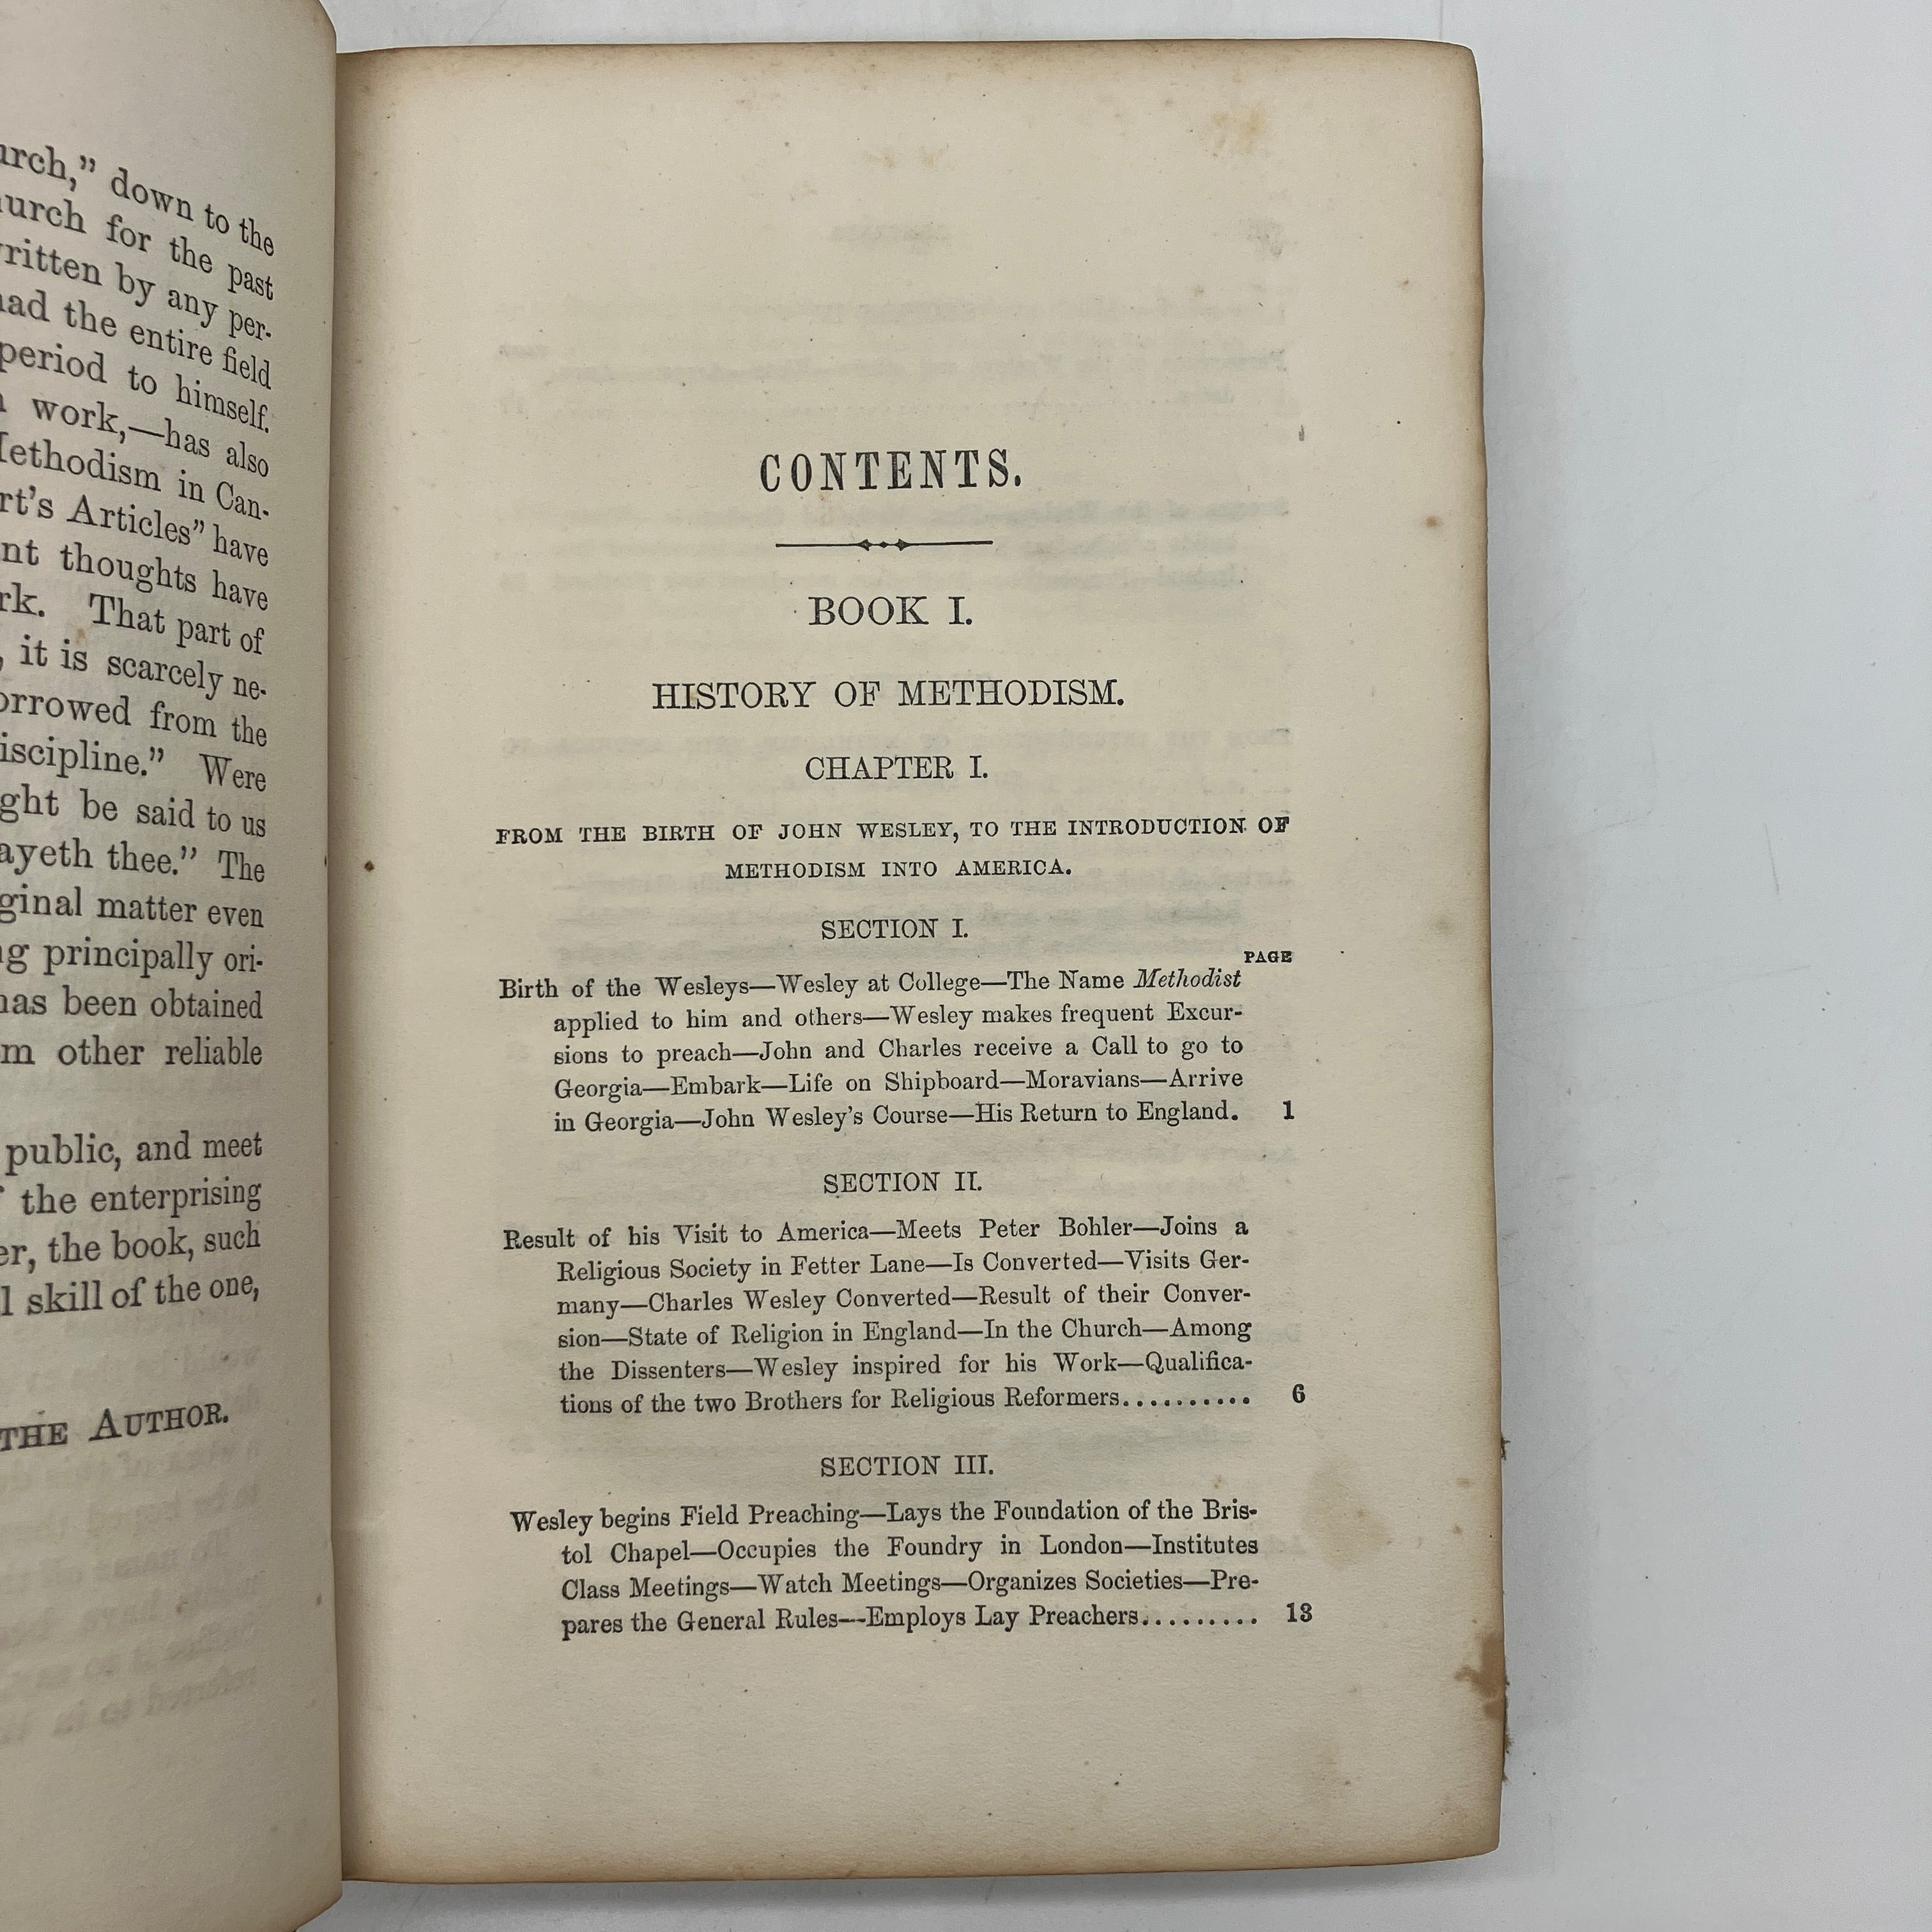 urch,” down to the
urch for the past
ritten by any per-
had the entire field
period to himself.
work,—has also
Methodism in Can-
rt's Articles” have
nt thoughts have
rk. That part of
, it is scarcely ne-
orrowed from the
iscipline.” Were
ght be said to us
ayeth thee.” The
ginal matter even
ng principally ori-
has been obtained
m other reliable
public, and meet
the enterprising
er, the book, such
l skill of the one,
THE AUTHOR.
CONTENTS.
BOOK I.
HISTORY OF METHODISM.
CHAPTER I.
FROM THE BIRTH OF JOHN WESLEY, TO THE INTRODUCTION OF
METHODISM INTO AMERICA.
SECTION I.
PAGE
Birth of the Wesleys—Wesley at College—The Name Methodist
applied to him and others—Wesley makes frequent Excur-
sions to preach—John and Charles receive a Call to go to
Georgia—Embark—Life on Shipboard—Moravians—Arrive
in Georgia—John Wesley's Course—His Return to England. 1
SECTION II.
Result of his Visit to America—Meets Peter Bohler—Joins a
Religious Society in Fetter Lane—Is Converted—Visits Ger-
many—Charles Wesley Converted—Result of their Conver-
sion—State of Religion in England—In the Church—Among
the Dissenters—Wesley inspired for his Work—Qualifica-
tions of the two Brothers for Religious Reformers.......... 6
SECTION III.
Wesley begins Field Preaching—Lays the Foundation of the Bris-
tol Chapel—Occupies the Foundry in London—Institutes
Class Meetings—Watch Meetings—Organizes Societies—Pre-
pares the General Rules—Employs Lay Preachers......... 13